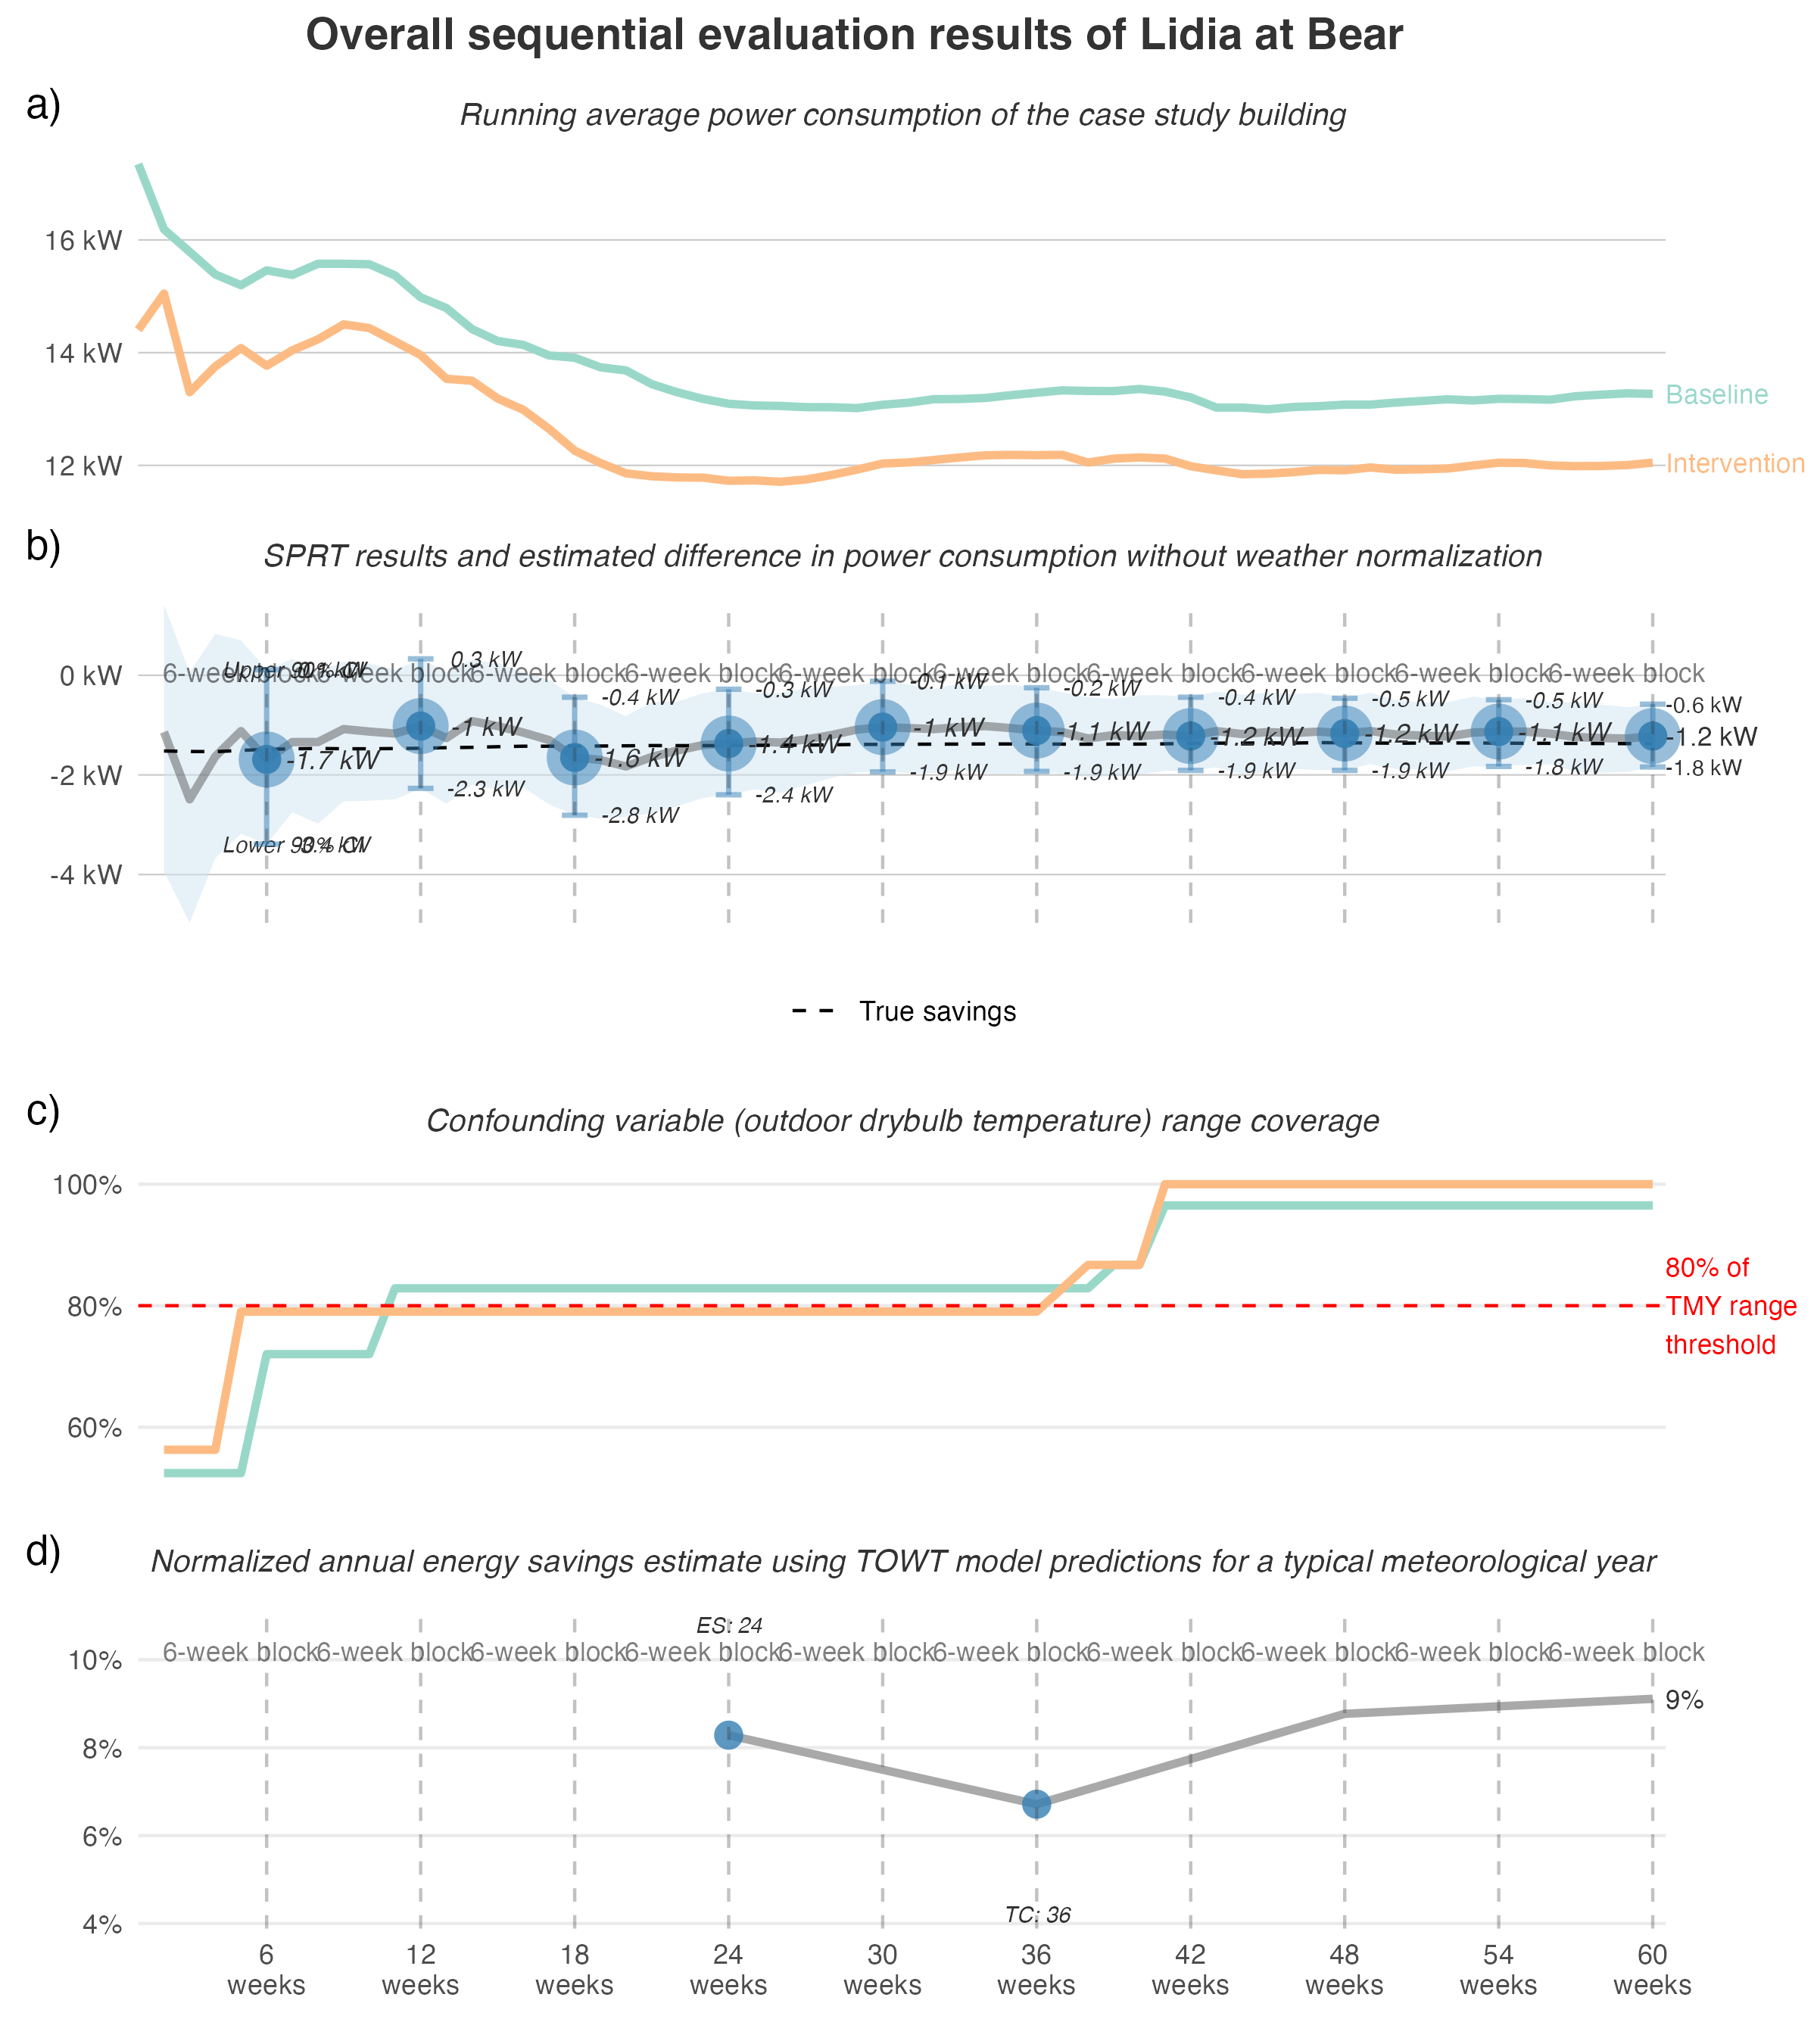 Overall sequential evaluation results of Lidia at Bear
a)
Running average power consumption of the case study building
16 kW
14 kW
12 kW
Baseline
Intervention
b)
SPRT results and estimated difference in power consumption without weather normalization
0 kW
-2 kW
-4 kW
6-week block
6-week block
6-week block
6-week block
6-week block
6-week block
6-week block
6-week block
6-week block
6-week block
Upper 90% CI
0.1 kW
0.3 kW
-0.4 kW
-0.3 kW
-0.1 kW
-0.2 kW
-0.4 kW
-0.5 kW
-0.5 kW
-0.6 kW
-1.7 kW
-1 kW
-1.6 kW
-1.4 kW
-1 kW
-1.1 kW
-1.2 kW
-1.2 kW
-1.1 kW
-1.2 kW
Lower 90% CI
-3.4 kW
-2.3 kW
-2.8 kW
-2.4 kW
-1.9 kW
-1.9 kW
-1.9 kW
-1.9 kW
-1.8 kW
-1.8 kW
True savings
c)
Confounding variable (outdoor drybulb temperature) range coverage
100%
80%
60%
80% of
TMY range
threshold
d)
Normalized annual energy savings estimate using TOWT model predictions for a typical meteorological year
ES: 24
6-week block
6-week block
6-week block
6-week block
6-week block
6-week block
6-week block
6-week block
6-week block
6-week block
10%
8%
6%
4%
9%
TC: 36
6
weeks
12
weeks
18
weeks
24
weeks
30
weeks
36
weeks
42
weeks
48
weeks
54
weeks
60
weeks